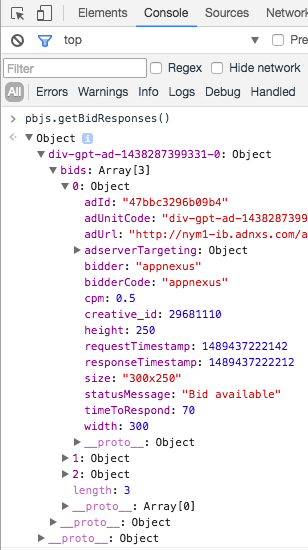 Elements Console Sources Network
top Pre
Filter Regex Hide network
All Errors Warnings Info Logs Debug Handled
pbjs.getBidResponses()
Object i
div-gpt-ad-1438287399331-0: Object
bids: Array[3]
0: Object
adId: "47bbc3296b09b4"
adUnitCode: "div-gpt-ad-1438287399
adUrl: "http://nym1-ib.adnxs.com/a
adserverTargeting: Object
bidder: "appnexus"
bidderCode: "appnexus"
cpm: 0.5
creative_id: 29681110
height: 250
requestTimestamp: 1489437222142
responseTimestamp: 1489437222212
size: "300x250"
statusMessage: "Bid available"
timeToRespond: 70
width: 300
__proto__: Object
1: Object
2: Object
length: 3
__proto__: Array[0]
__proto__: Object
__proto__: Object